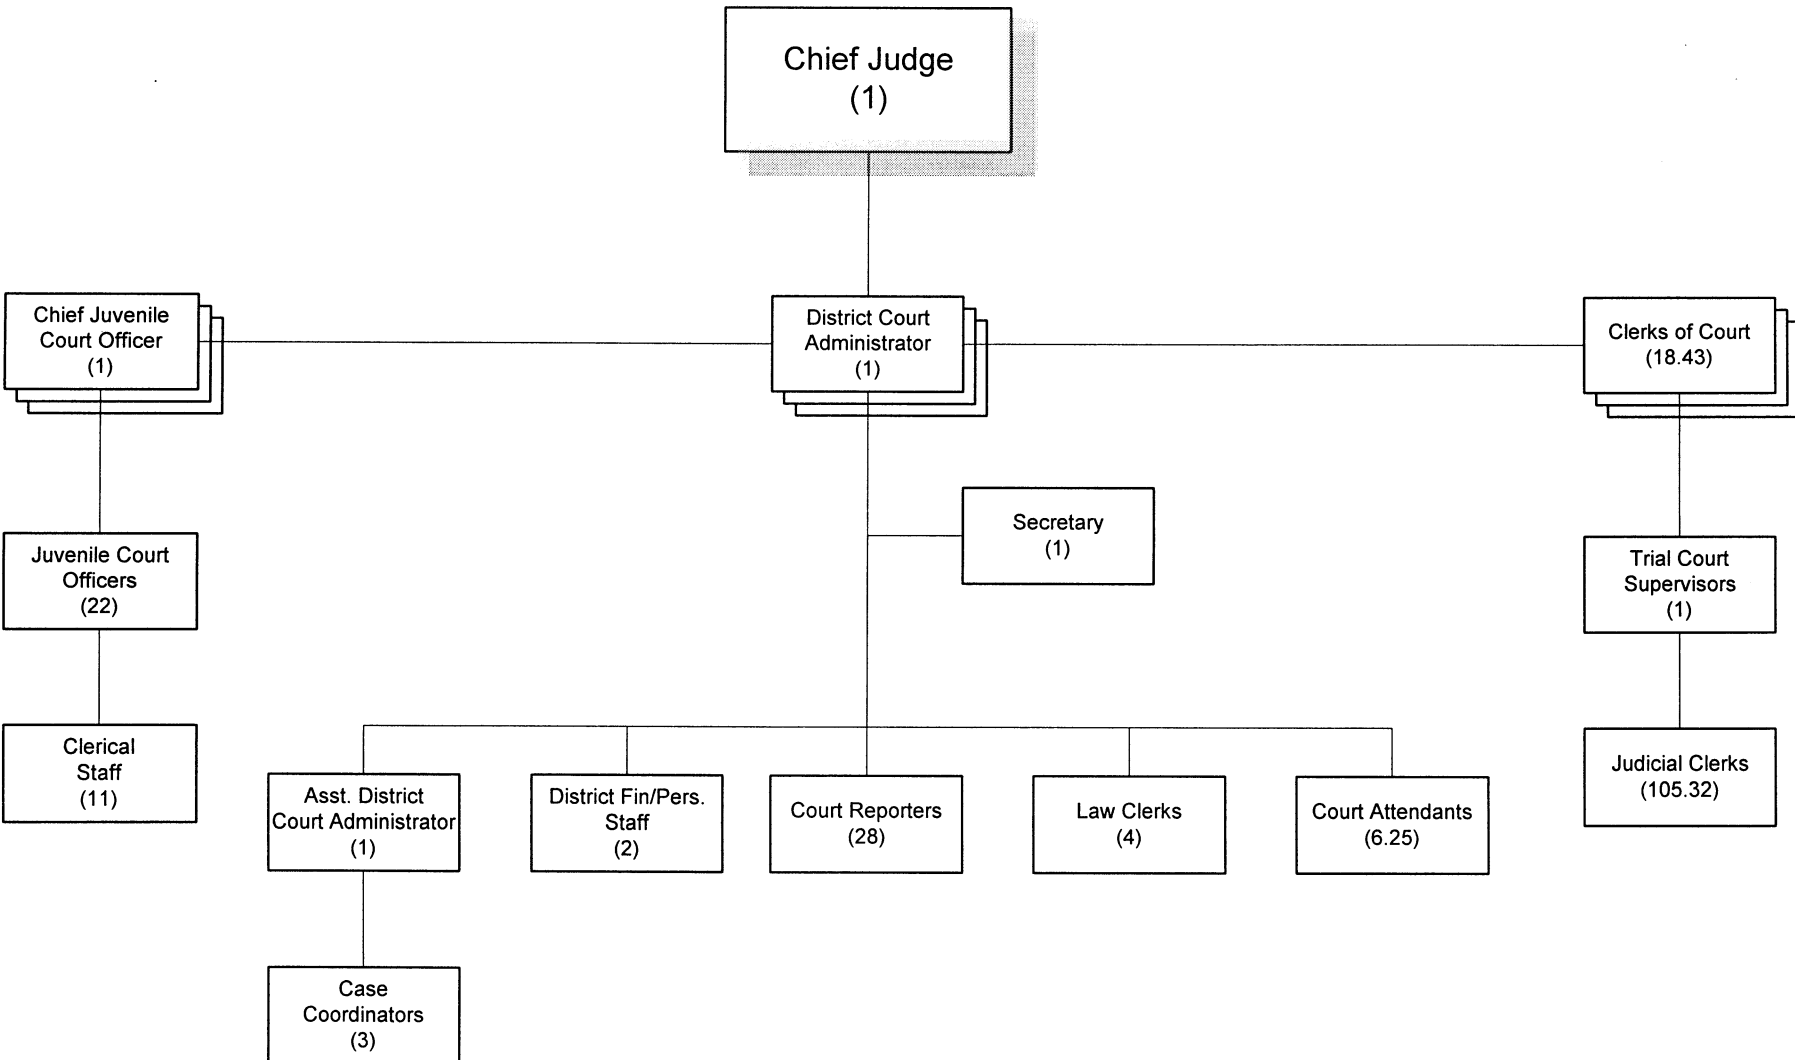 Chief Judge
(1)
Chief Juvenile
Court Officer
(1)
District Court
Administrator
(1)
Clerks of Court
(18.43)
Secretary
(1)
Juvenile Court
Officers
(22)
Trial Court
Supervisors
(1)
Clerical
Staff
(11)
Asst. District
Court Administrator
(1)
District Fin/Pers.
Staff
(2)
Court Reporters
(28)
Law Clerks
(4)
Court Attendants
(6.25)
Judicial Clerks
(105.32)
Case
Coordinators
(3)